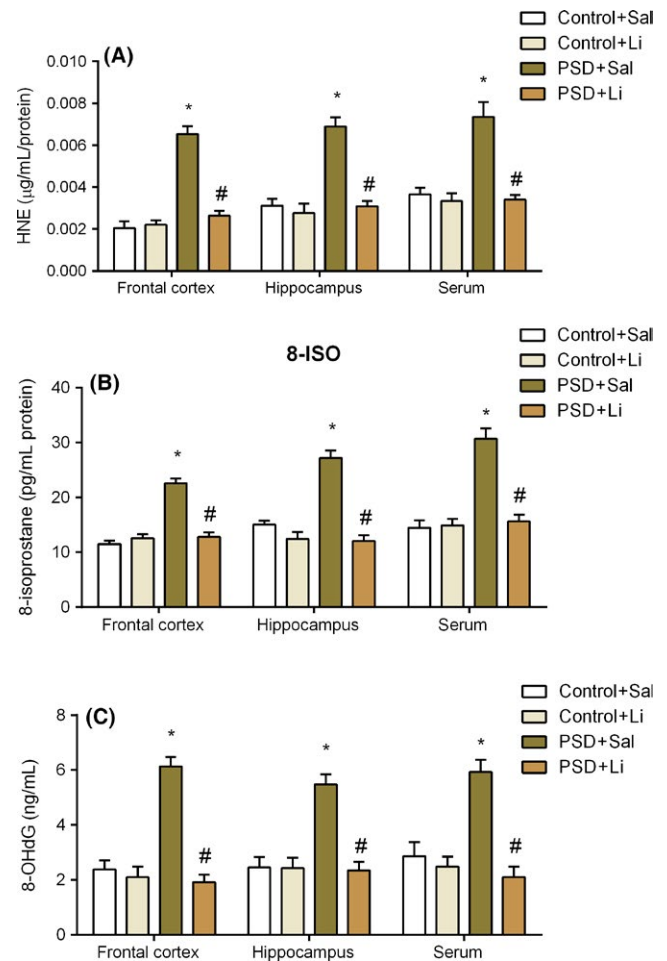 (A)
Control+Sal
Control+Li
PSD+Sal
PSD+Li
HNE (µg/mL/protein)
0.010
0.008
0.006
0.004
0.002
0.000
* * *
# # #
Frontal cortex Hippocampus Serum
8-ISO
(B)
Control+Sal
Control+Li
PSD+Sal
PSD+Li
8-isoprostane (pg/mL protein)
40
30
20
10
0
* * *
# # #
Frontal cortex Hippocampus Serum
(C)
Control+Sal
Control+Li
PSD+Sal
PSD+Li
8-OHdG (ng/mL)
8
6
4
2
0
* * *
# # #
Frontal cortex Hippocampus Serum